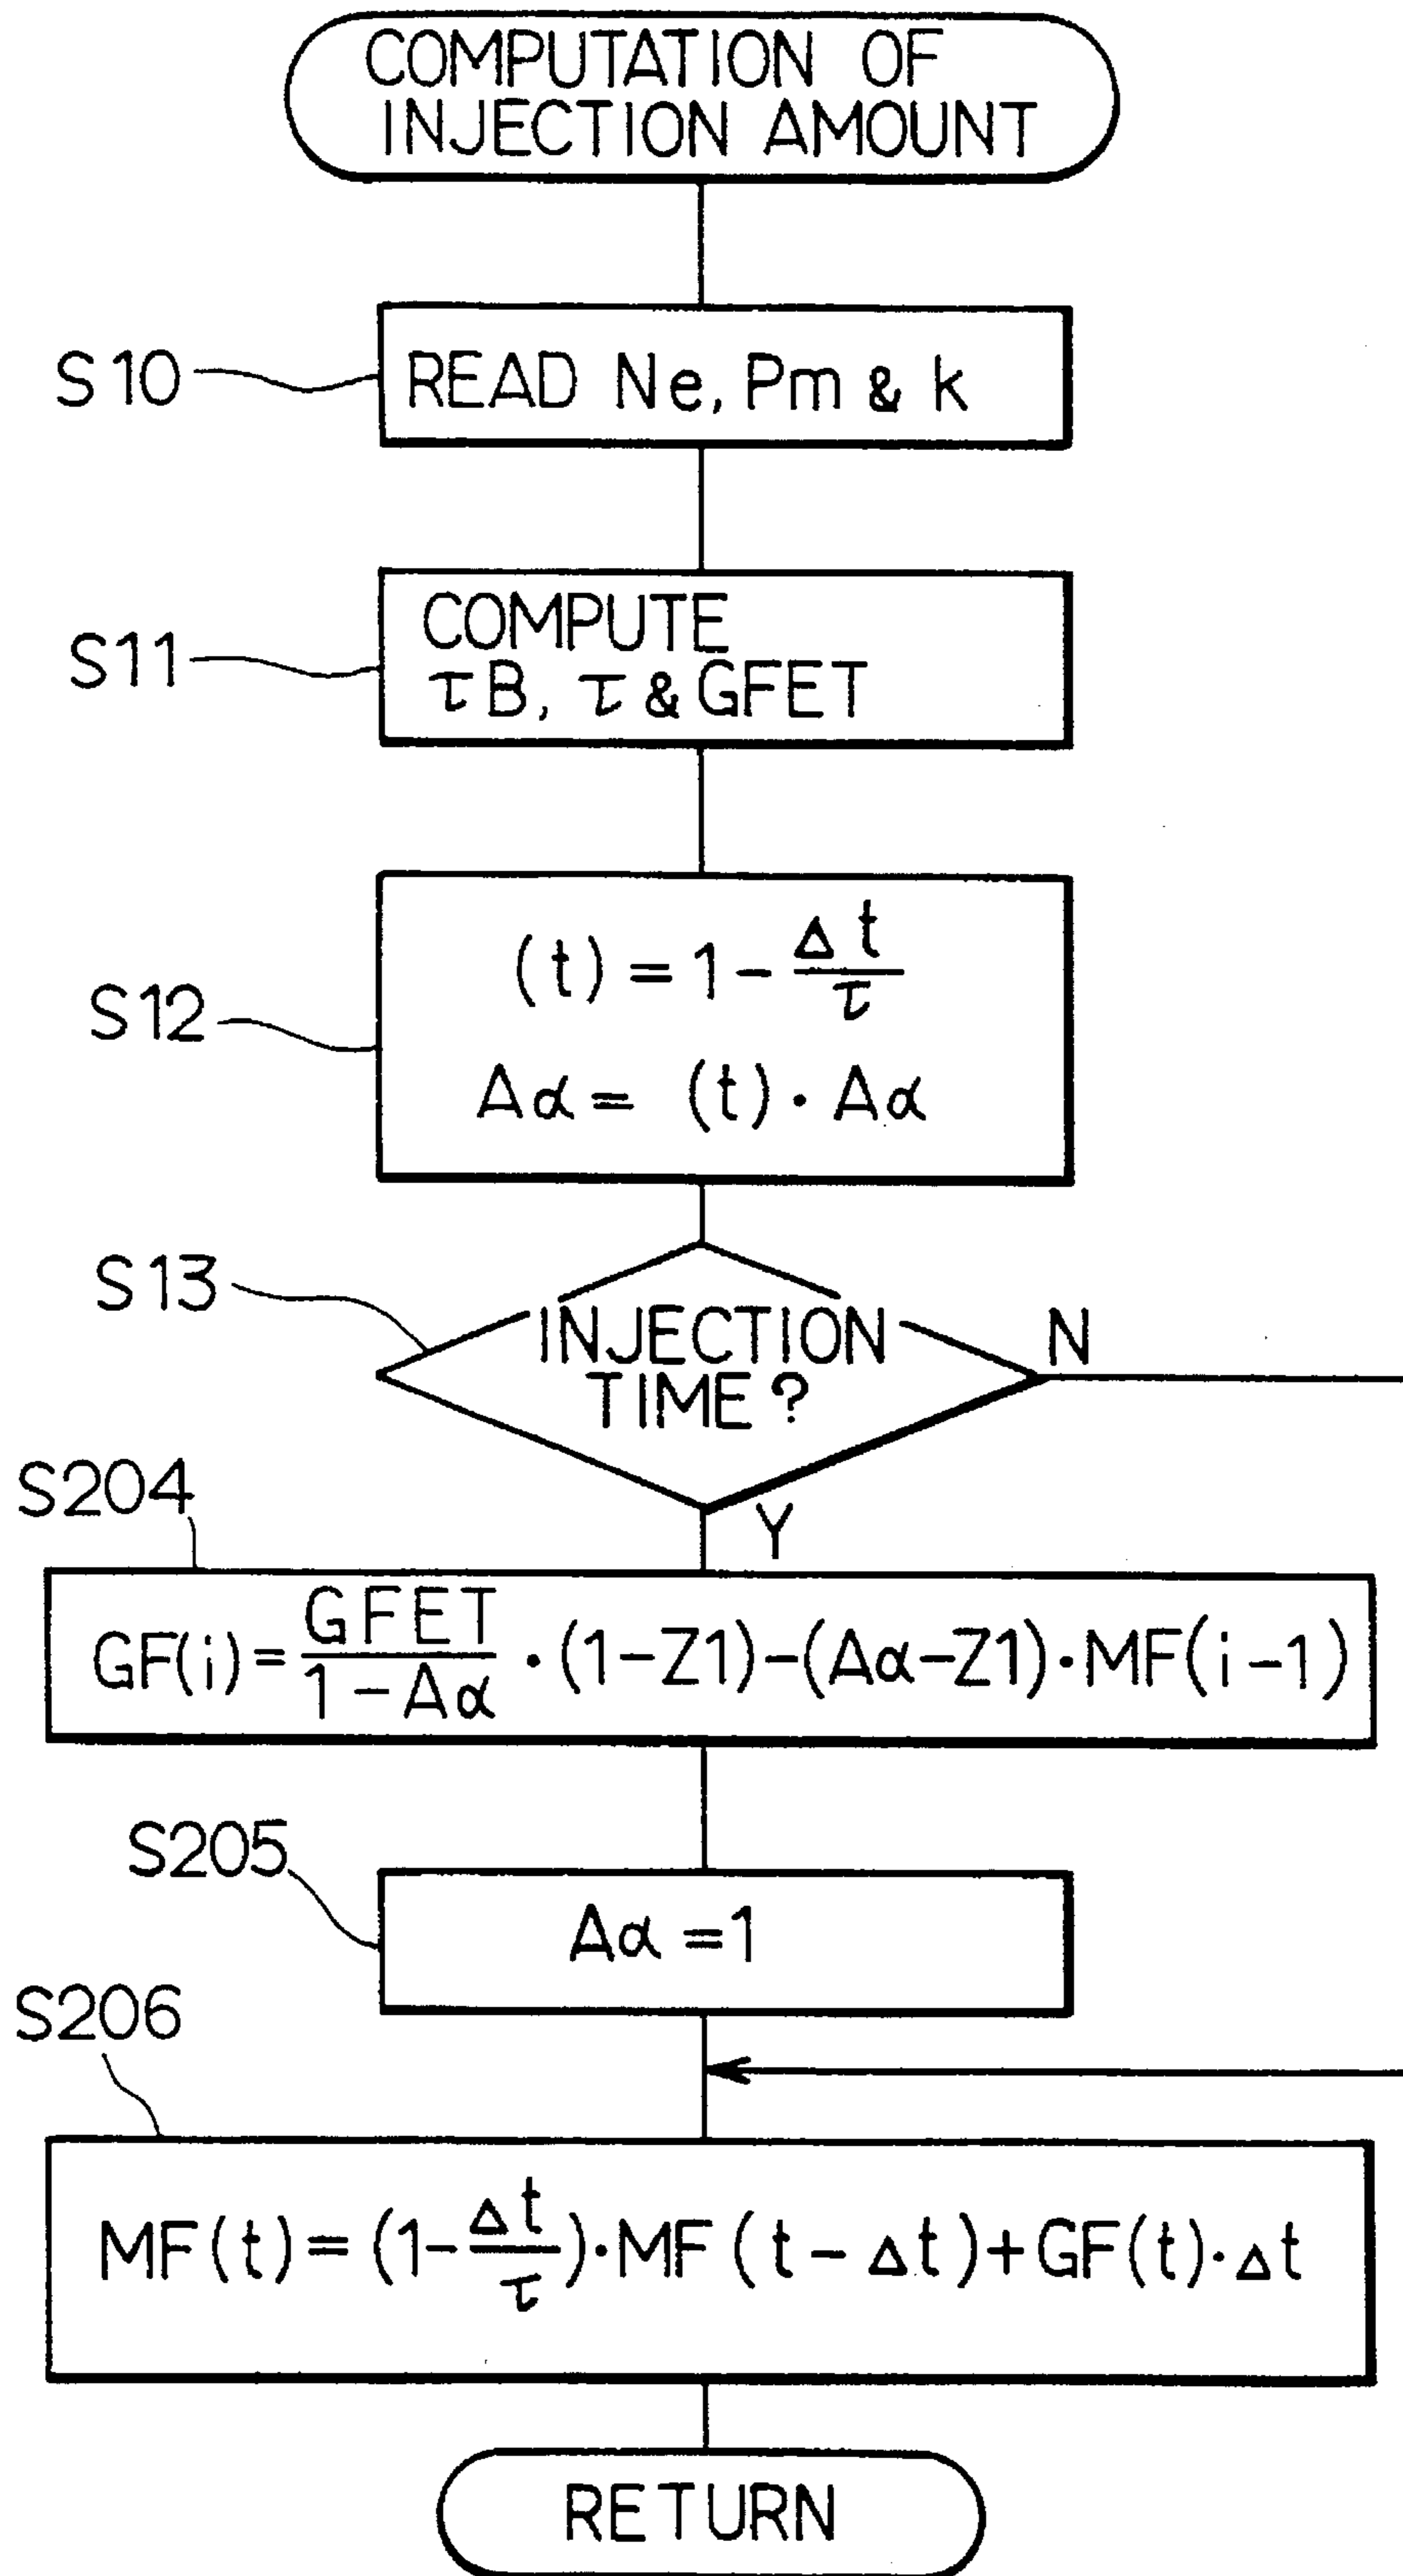 COMPUTATION OF
INJECTION AMOUNT
S10
READ Ne, Pm & k
S11
COMPUTE
τB, τ & GFET
S12
(t) = 1 - Δt/τ
Aα = (t) · Aα
S13
INJECTION
TIME?
N
Y
S204
GF(i) = GFET/(1 - Aα) · (1-Z1)-(Aα-Z1)·MF(i-1)
S205
Aα = 1
S206
MF(t) = (1-Δt/τ)·MF(t-Δt)+GF(t)·Δt
RETURN